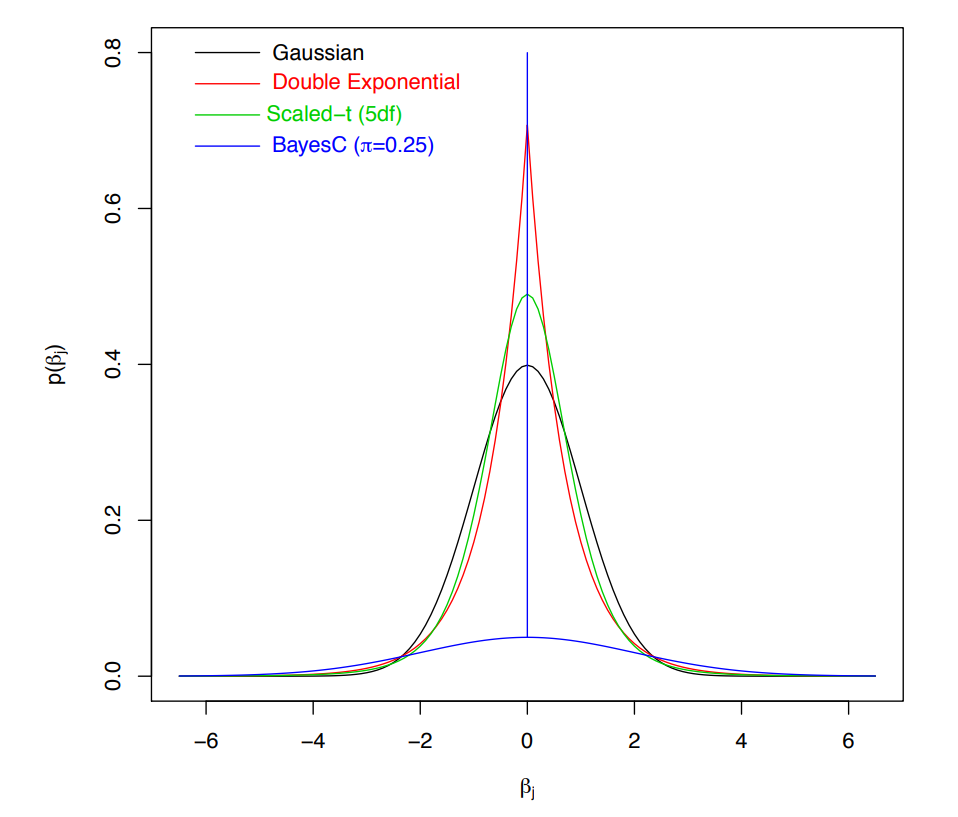 Gaussian
Double Exponential
Scaled−t (5df)
BayesC (π=0.25)
0.8
0.6
0.4
0.2
0.0
p(βj)
−6 −4 −2 0 2 4 6
βj